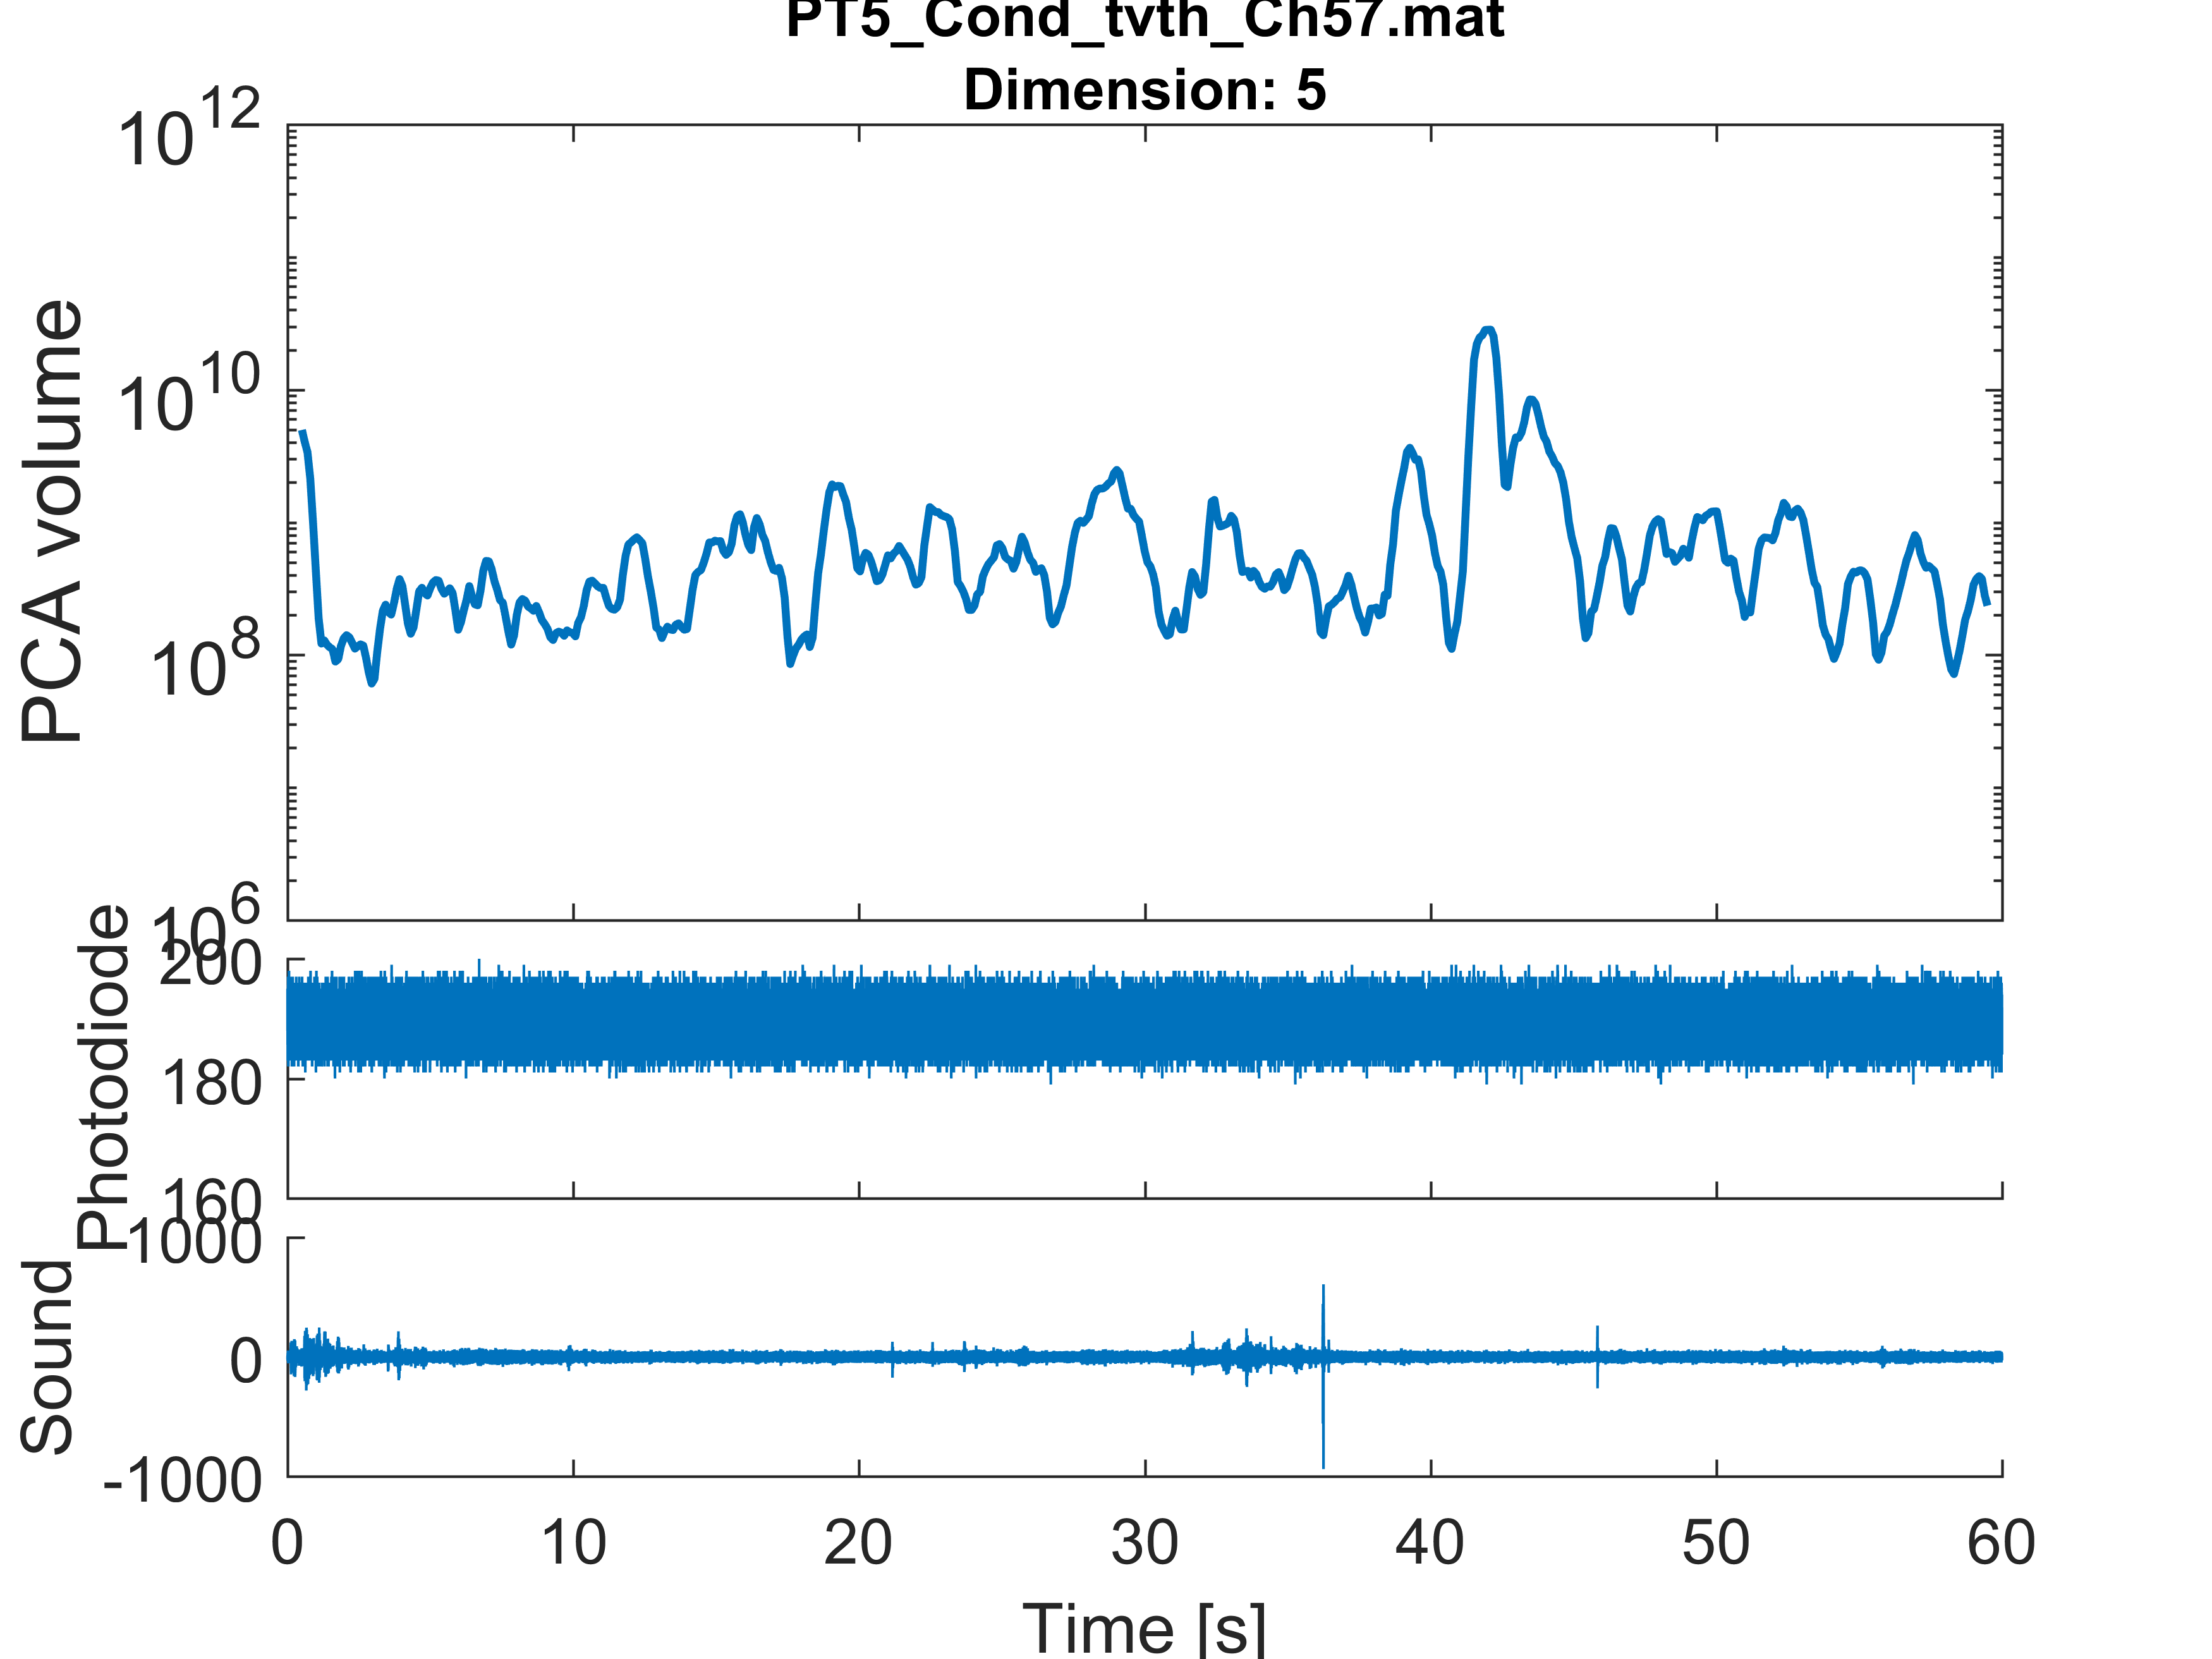 PT5_Cond_tvth_Ch57.mat
Dimension: 5
10^12
10^10
10^8
10^6
PCA volume
200
180
160
Photodiode
1000
0
-1000
Sound
0 10 20 30 40 50 60
Time [s]